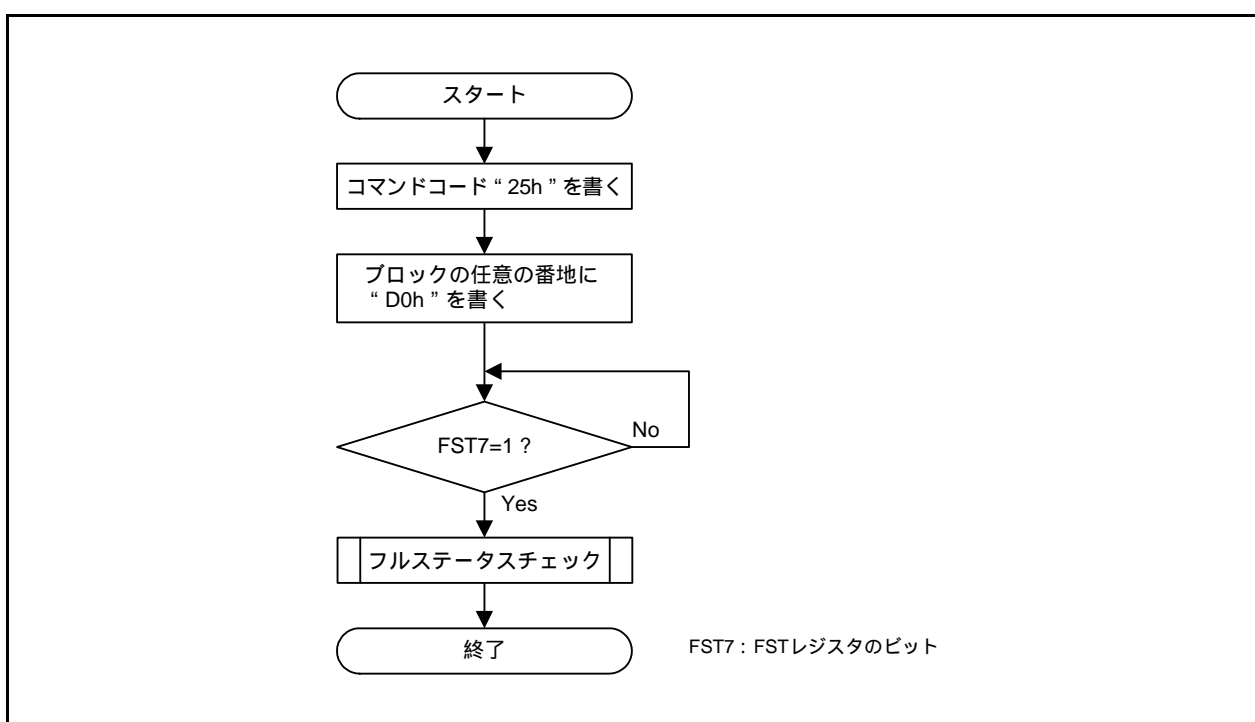 スタート
コマンドコード“25h”を書く
ブロックの任意の番地に
“D0h”を書く
FST7=1 ?
No
Yes
フルステータスチェック
終了
FST7 : FSTレジスタのビット